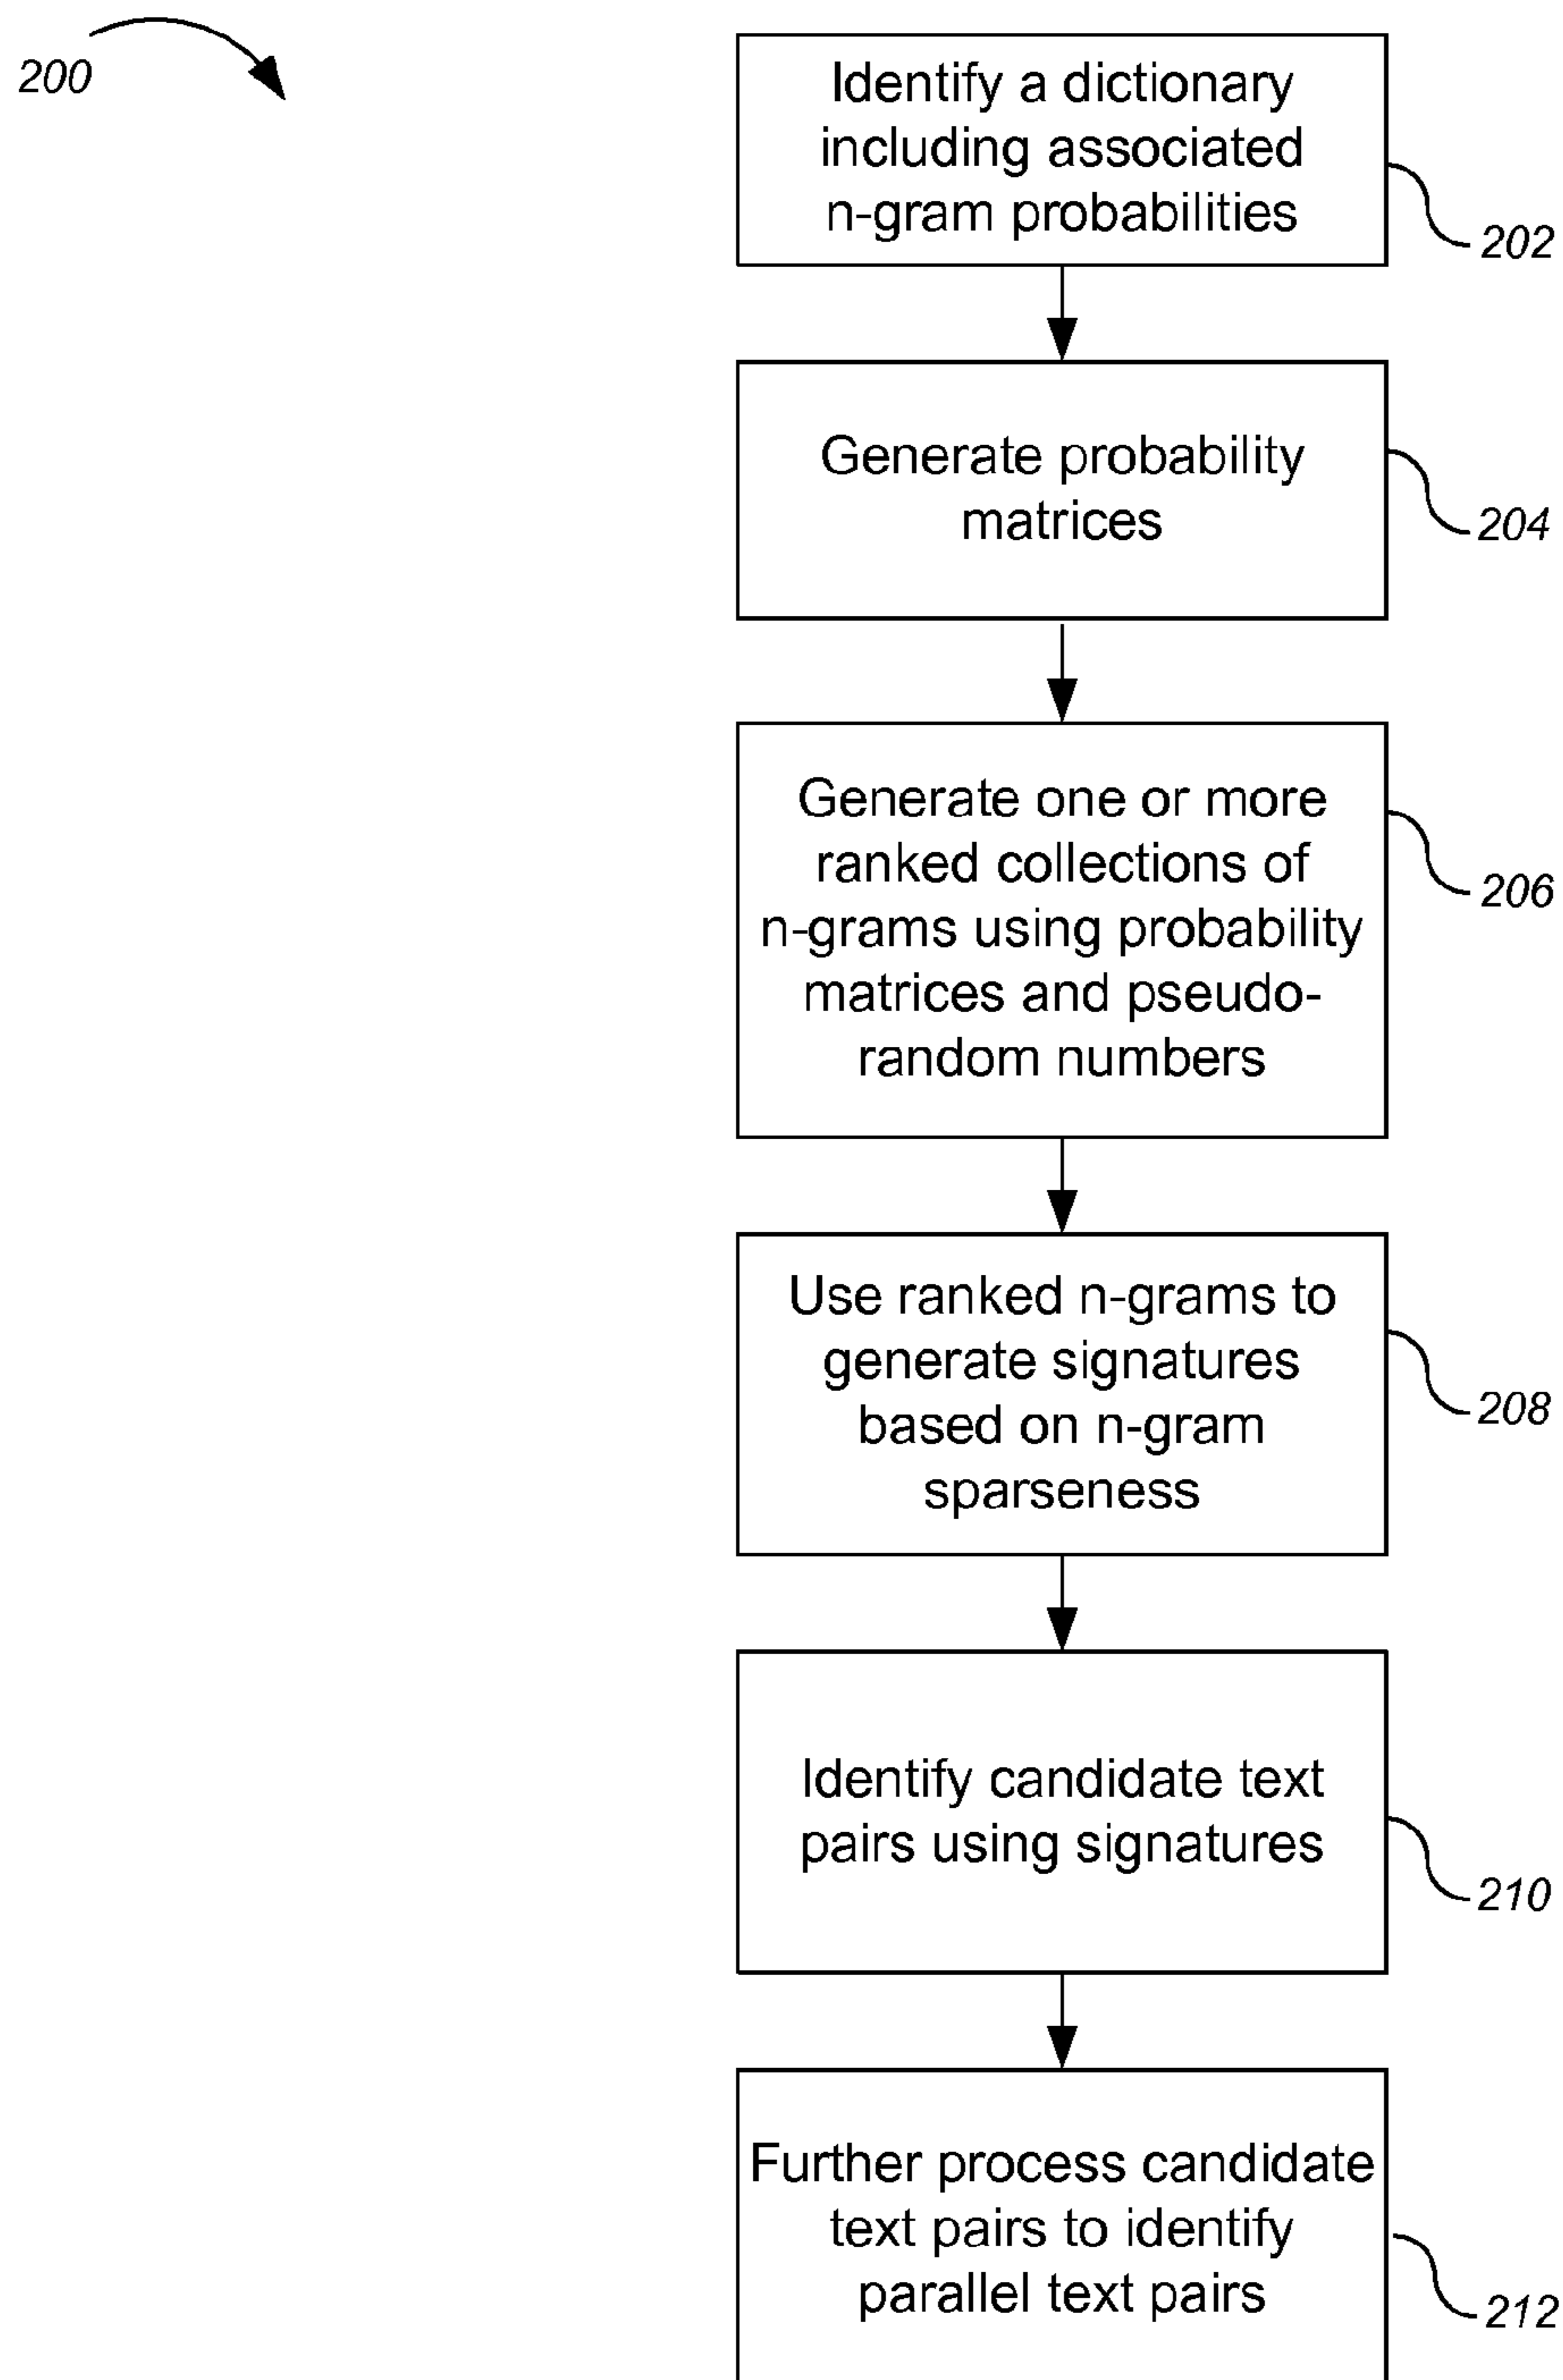 200
Identify a dictionary
including associated
n-gram probabilities
202
Generate probability
matrices
204
Generate one or more
ranked collections of
n-grams using probability
matrices and pseudo-
random numbers
206
Use ranked n-grams to
generate signatures
based on n-gram
sparseness
208
Identify candidate text
pairs using signatures
210
Further process candidate
text pairs to identify
parallel text pairs
212